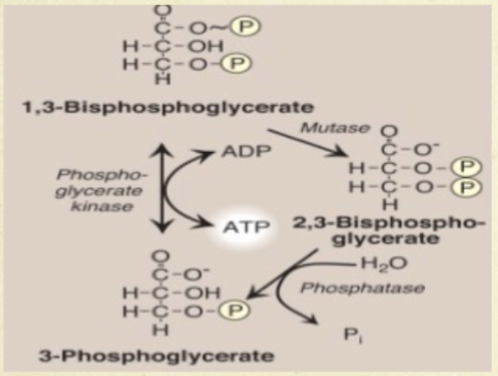 O
C-O~P
H-C-OH
H-C-O-P
H
1,3-Bisphosphoglycerate
Mutase
ADP
O
C-O-
H-C-O-P
H-C-O-P
H
Phospho-
glycerate
kinase
ATP
2,3-Bisphospho-
glycerate
O
C-O-
H-C-OH
H-C-O-P
H
H2O
Phosphatase
Pi
3-Phosphoglycerate